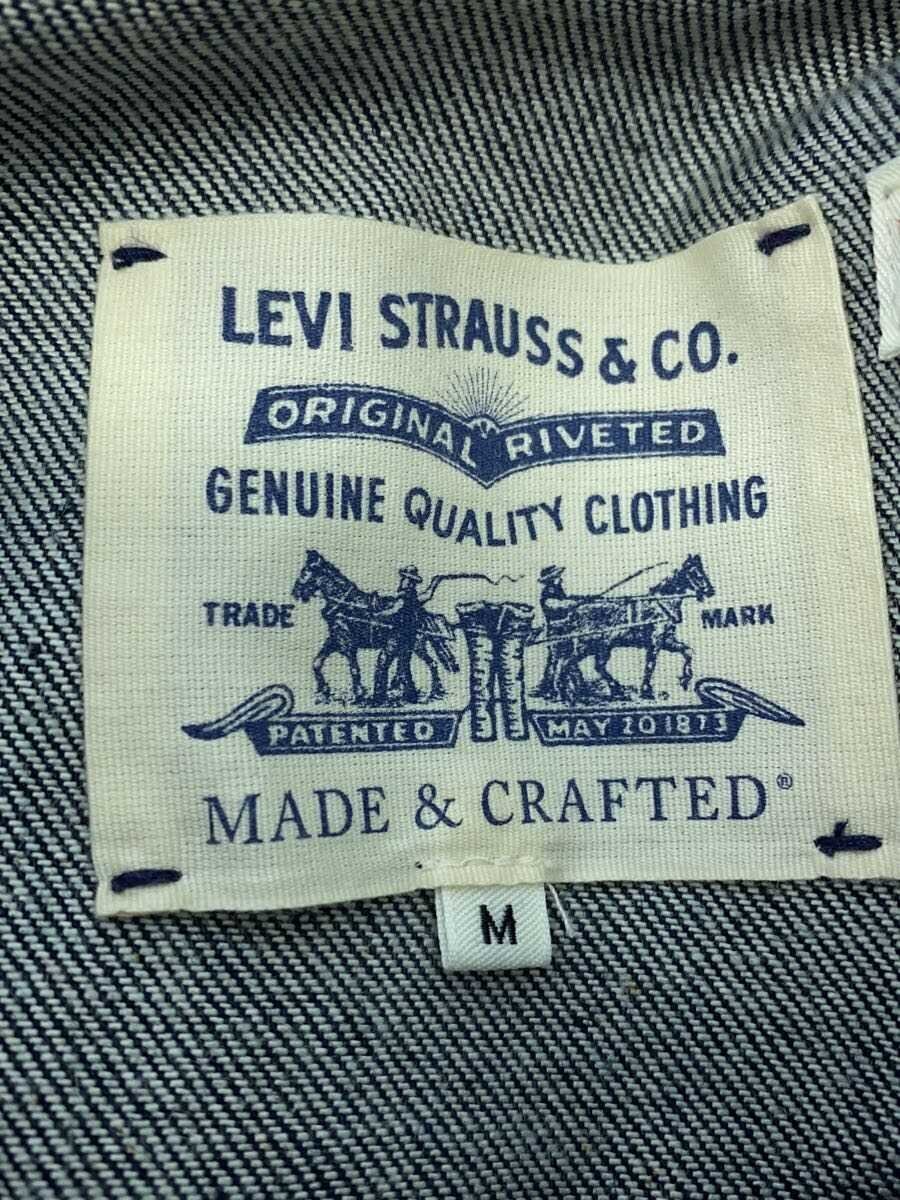 LEVI STRAUSS & CO.
ORIGINAL RIVETED
GENUINE QUALITY CLOTHING
TRADE MARK
PATENTED MAY 20 1873
MADE & CRAFTED®
M